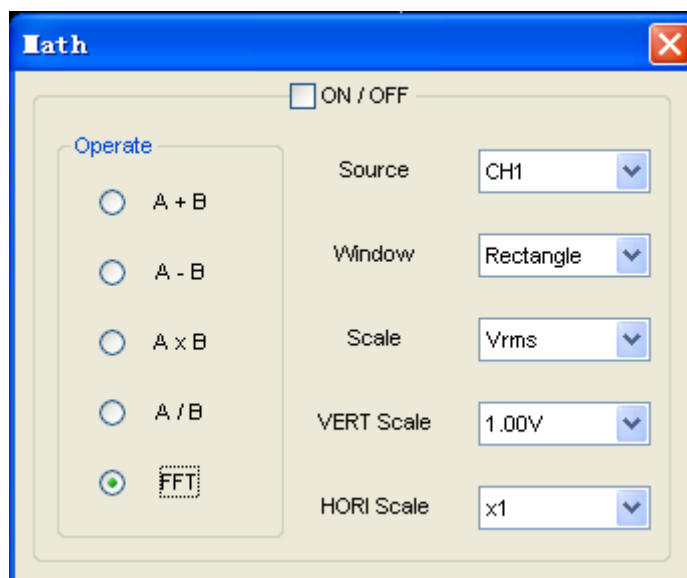 Math
ON / OFF
Operate
A + B
A - B
A x B
A / B
FFT
Source
CH1
Window
Rectangle
Scale
Vrms
VERT Scale
1.00V
HORI Scale
x1